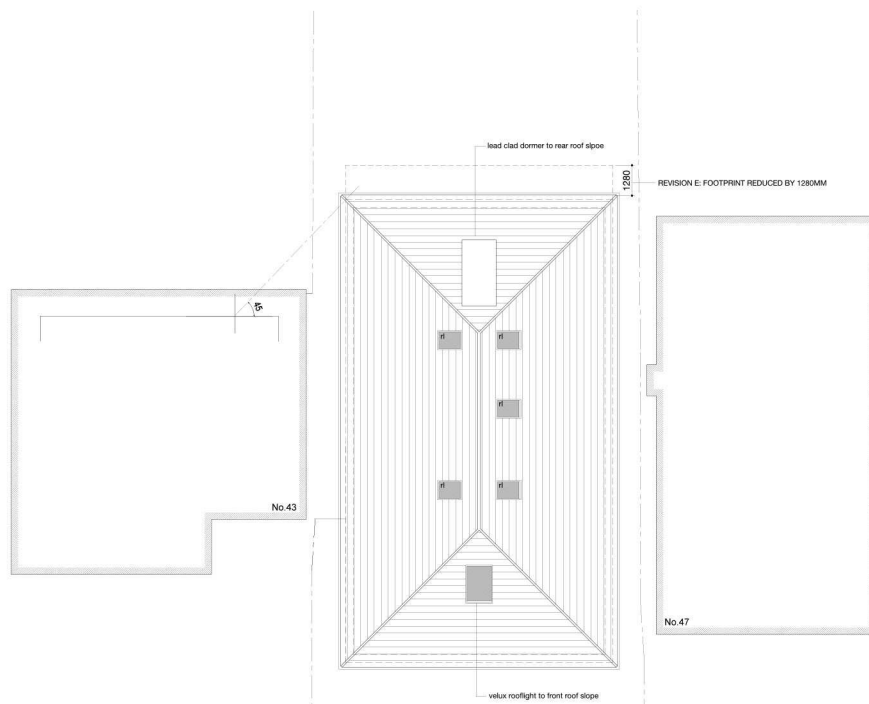 lead clad dormer to rear roof slpoe
1280
REVISION E: FOOTPRINT REDUCED BY 1280MM
45
rl
rl
rl
rl
rl
No.43
No.47
velux rooflight to front roof slope